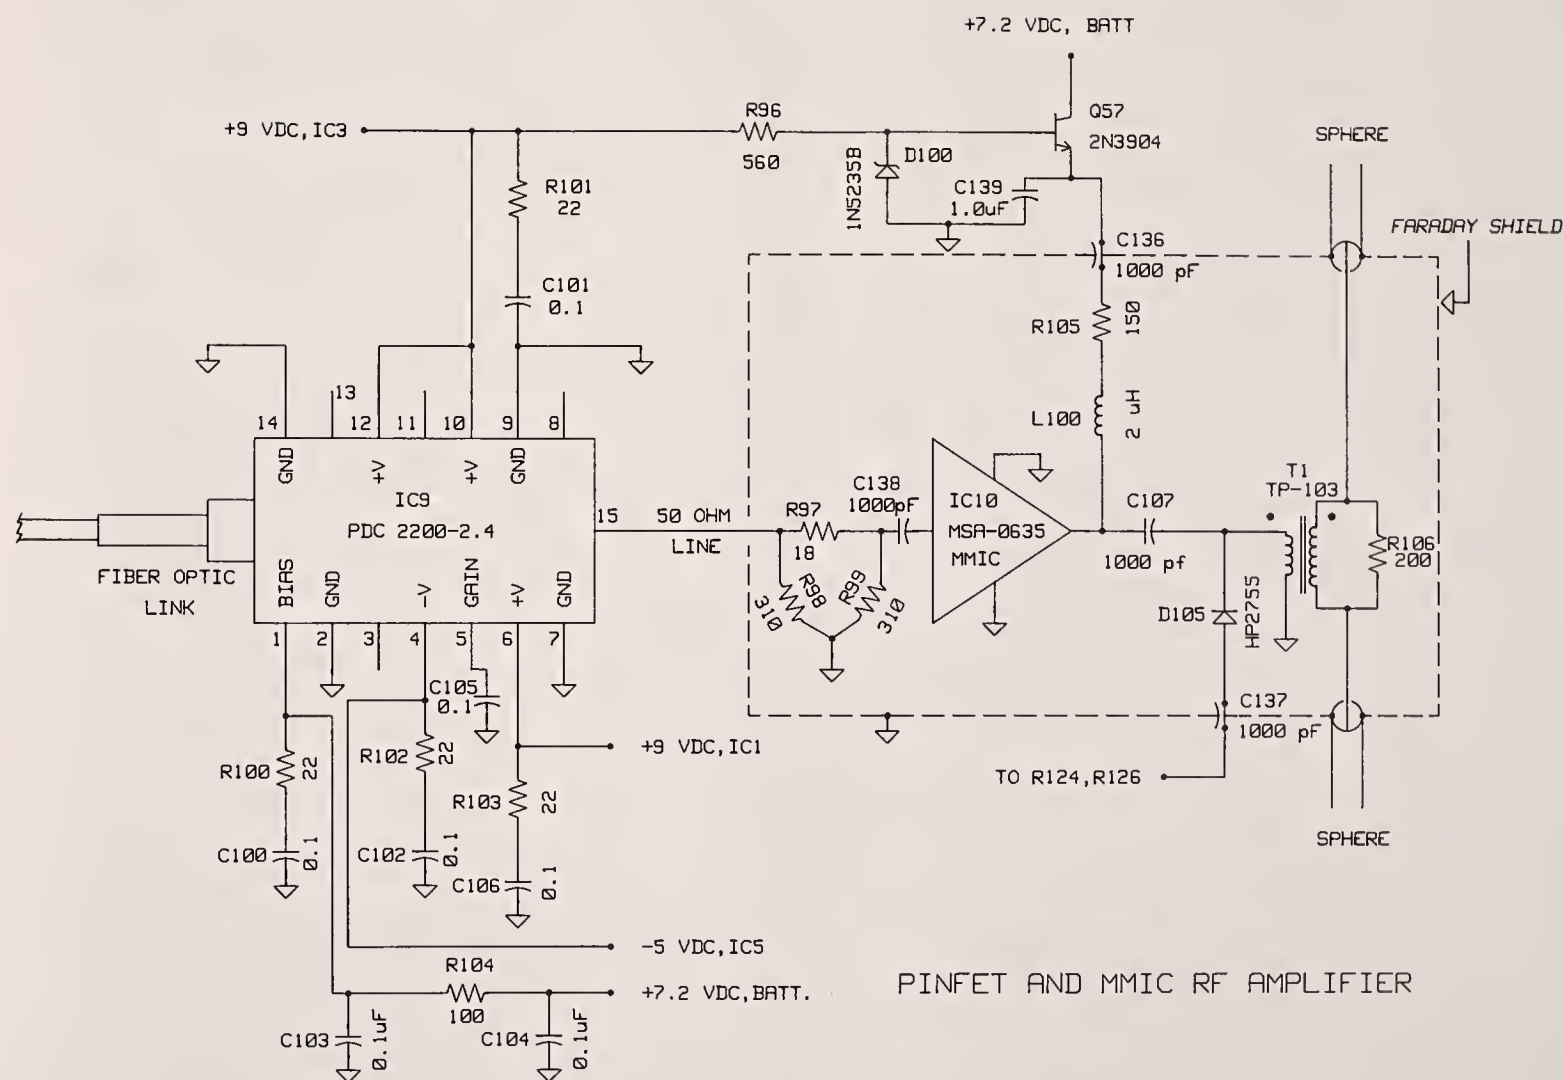 +7.2 VDC, BATT
+9 VDC,IC3
R96
560
Q57
2N3904
SPHERE
1N5235B
D100
C139
1.0uF
R101
22
C101
0.1
FARADAY SHIELD
C136
1000 pF
R105
150
L100
2 uH
14
13
12
11
10
9
8
GND
+V
+V
GND
IC9
PDC 2200-2.4
15
50 OHM
LINE
FIBER OPTIC
LINK
BIAS
GND
-V
GAIN
+V
GND
1
2
3
4
5
6
7
R97
18
R98
310
R99
310
C138
1000pF
IC10
MSA-0635
MMIC
C107
1000 pf
T1
TP-103
R106
200
D105
HP2755
C137
1000 pF
TO R124,R126
SPHERE
C105
0.1
+9 VDC,IC1
R100
22
R102
22
R103
22
C100
0.1
C102
0.1
C106
0.1
-5 VDC,IC5
R104
100
+7.2 VDC,BATT.
C103
0.1uF
C104
0.1uF
PINFET AND MMIC RF AMPLIFIER